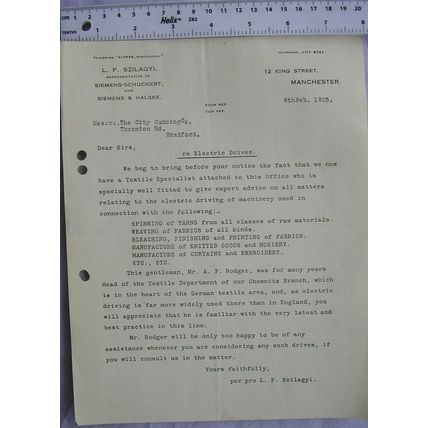 Helix
L. F. SZILAGYI.
REPRESENTATIVE OF
SIEMENS-SCHUCKERT,
AND
SIEMENS & HALSKE.
TELEPHONE, CITY 8781.
12 KING STREET,
MANCHESTER.
YOUR REF.
OUR REF.
6thFeb, 1925.
Messrs.The City CombingCo.
Thornton Rd.
Bradford.
Dear Sirs,
re Electric Drives.
We beg to bring before your notice the fact that we now
have a Textile Specialist attached to this Office who is
specially well fitted to give expert advice on all matters
relating to the electric driving of machinery used in
connection with the following:-
SPINNING of YARNS from all classes of raw materials.
WEAVING of FABRICS of all kinds.
BLEACHING, FINISHING and PRINTING of FABRICS.
MANUFACTURE of KNITTED GOODS and HOSIERY.
MANUFACTURE of CURTAINS and EMBROIDERY.
ETC., ETC.
This gentleman, Mr. A. F. Rodger, was for many years
Head of the Textile Department of our Chemnits Branch, which
is in the heart of the German textile area, and, as electric
driving is far more widely used there than in England, you
will appreciate that he is familiar with the very latest and
best practice in this line.
Mr. Rodger will be only too happy to be of any
assistance whenever you are considering any such drives, if
you will consult us in the matter.
Yours faithfully,
per pro L. F. Szilagyi.